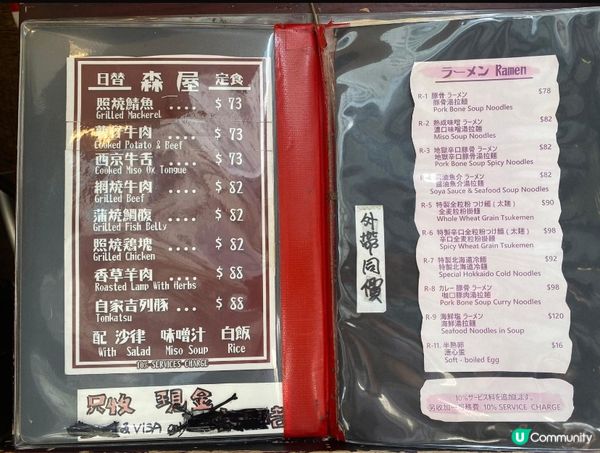 日替 森屋 定食
照燒鯖魚 .... $ 73
Grilled Mackerel
牛肉 .... $ 73
Cooked Potato & Beef
西京牛舌 .... $ 73
Cooked Miso Ox Tongue
網燒牛肉 .... $ 82
Grilled Beef
蒲燒鯛腹 .... $ 82
Grilled Fish Belly
照燒鷄塊 .... $ 82
Grilled Chicken
香草羊肉 .... $ 88
Roasted Lamp With Herbs
自家吉列豚 ... $ 88
Tonkatsu
配 沙律 味噌汁 白飯
With Salad Miso Soup Rice
10% SERVICES CHARGE
只收 現金
VISA
外帶同價
ラーメン Ramen
R-1 豚骨 ラーメン $78
豚骨湯拉麵
Pork Bone Soup Noodles
R-2 熟成味噌 ラーメン $82
濃口味噌湯拉麵
Pork Bone Soup Noodles
R-3 地獄辛口豚骨 ラーメン $82
地獄辛口豚骨湯拉麵
Pork Bone Soup Spicy Noodles
油魚介 ラーメン $82
醬油魚介湯拉麵
Soya Sauce & Seafood Soup Noodles
R-5 特製全粒粉つけ麵 (太麵) $90
全麦粒粉掛麵
Whole Wheat Grain Tsukemen
R-6 特製辛口全粒粉つけ麵 (太麵) $98
辛口全麦粒粉掛麵
Spicy Wheat Grain Tsukemen
R-7 特製北海道冷麵 $92
特製北海道冷麵
Special Hokkaido Cold Noodles
R-8 カレー 豚骨 ラーメン $98
咖喱豚肉湯拉麵
Pork Bone Soup Curry Noodles
R-9 海鮮塩 ラーメン $120
海鮮湯拉麵
Seafood Noodles in Soup
R-11. 半熟卵 $16
溏心蛋
Soft - boiled Egg
10%サービス料を追加します。
另收加一服務費 10% SERVICE CHARGE
U Community